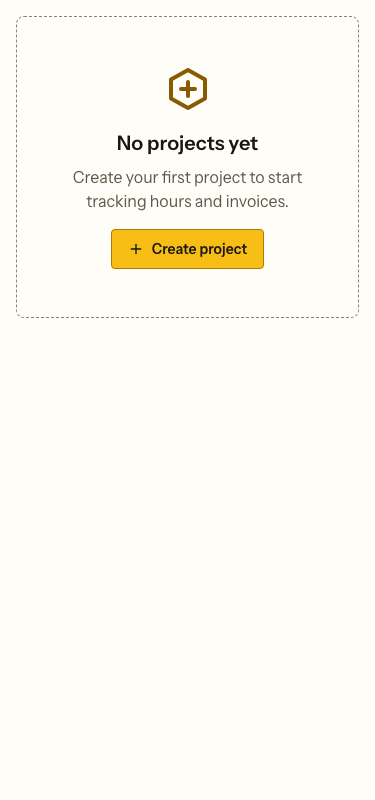 No projects yet
Create your first project to start
tracking hours and invoices.
Create project